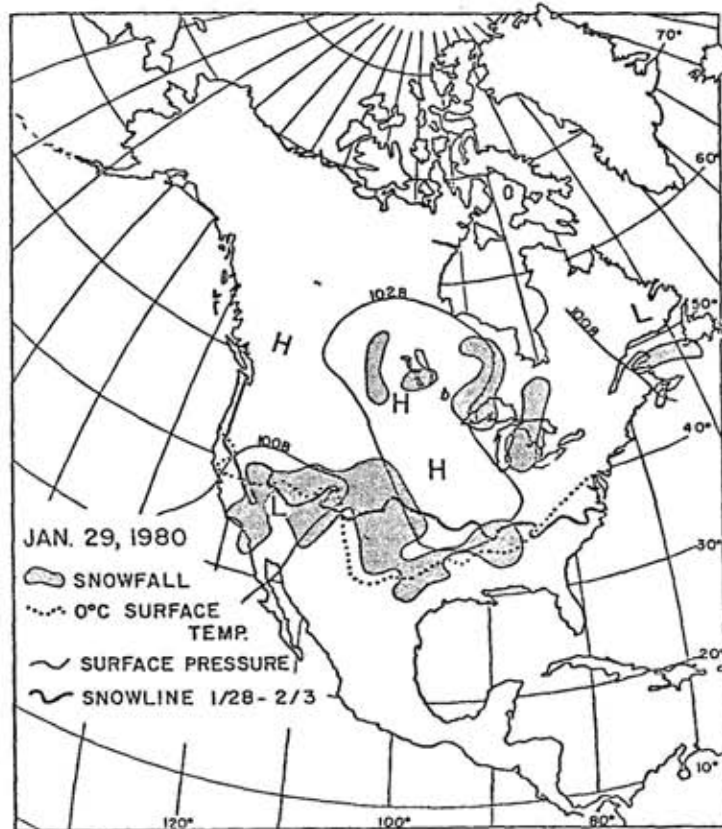 70°
60°
50°
1028
L
1008
H
H
40°
1008
H
L
JAN. 29, 1980
30°
SNOWFALL
0°C SURFACE
TEMP.
20°
SURFACE PRESSURE
SNOWLINE 1/28 - 2/3
10°
120°
100°
80°